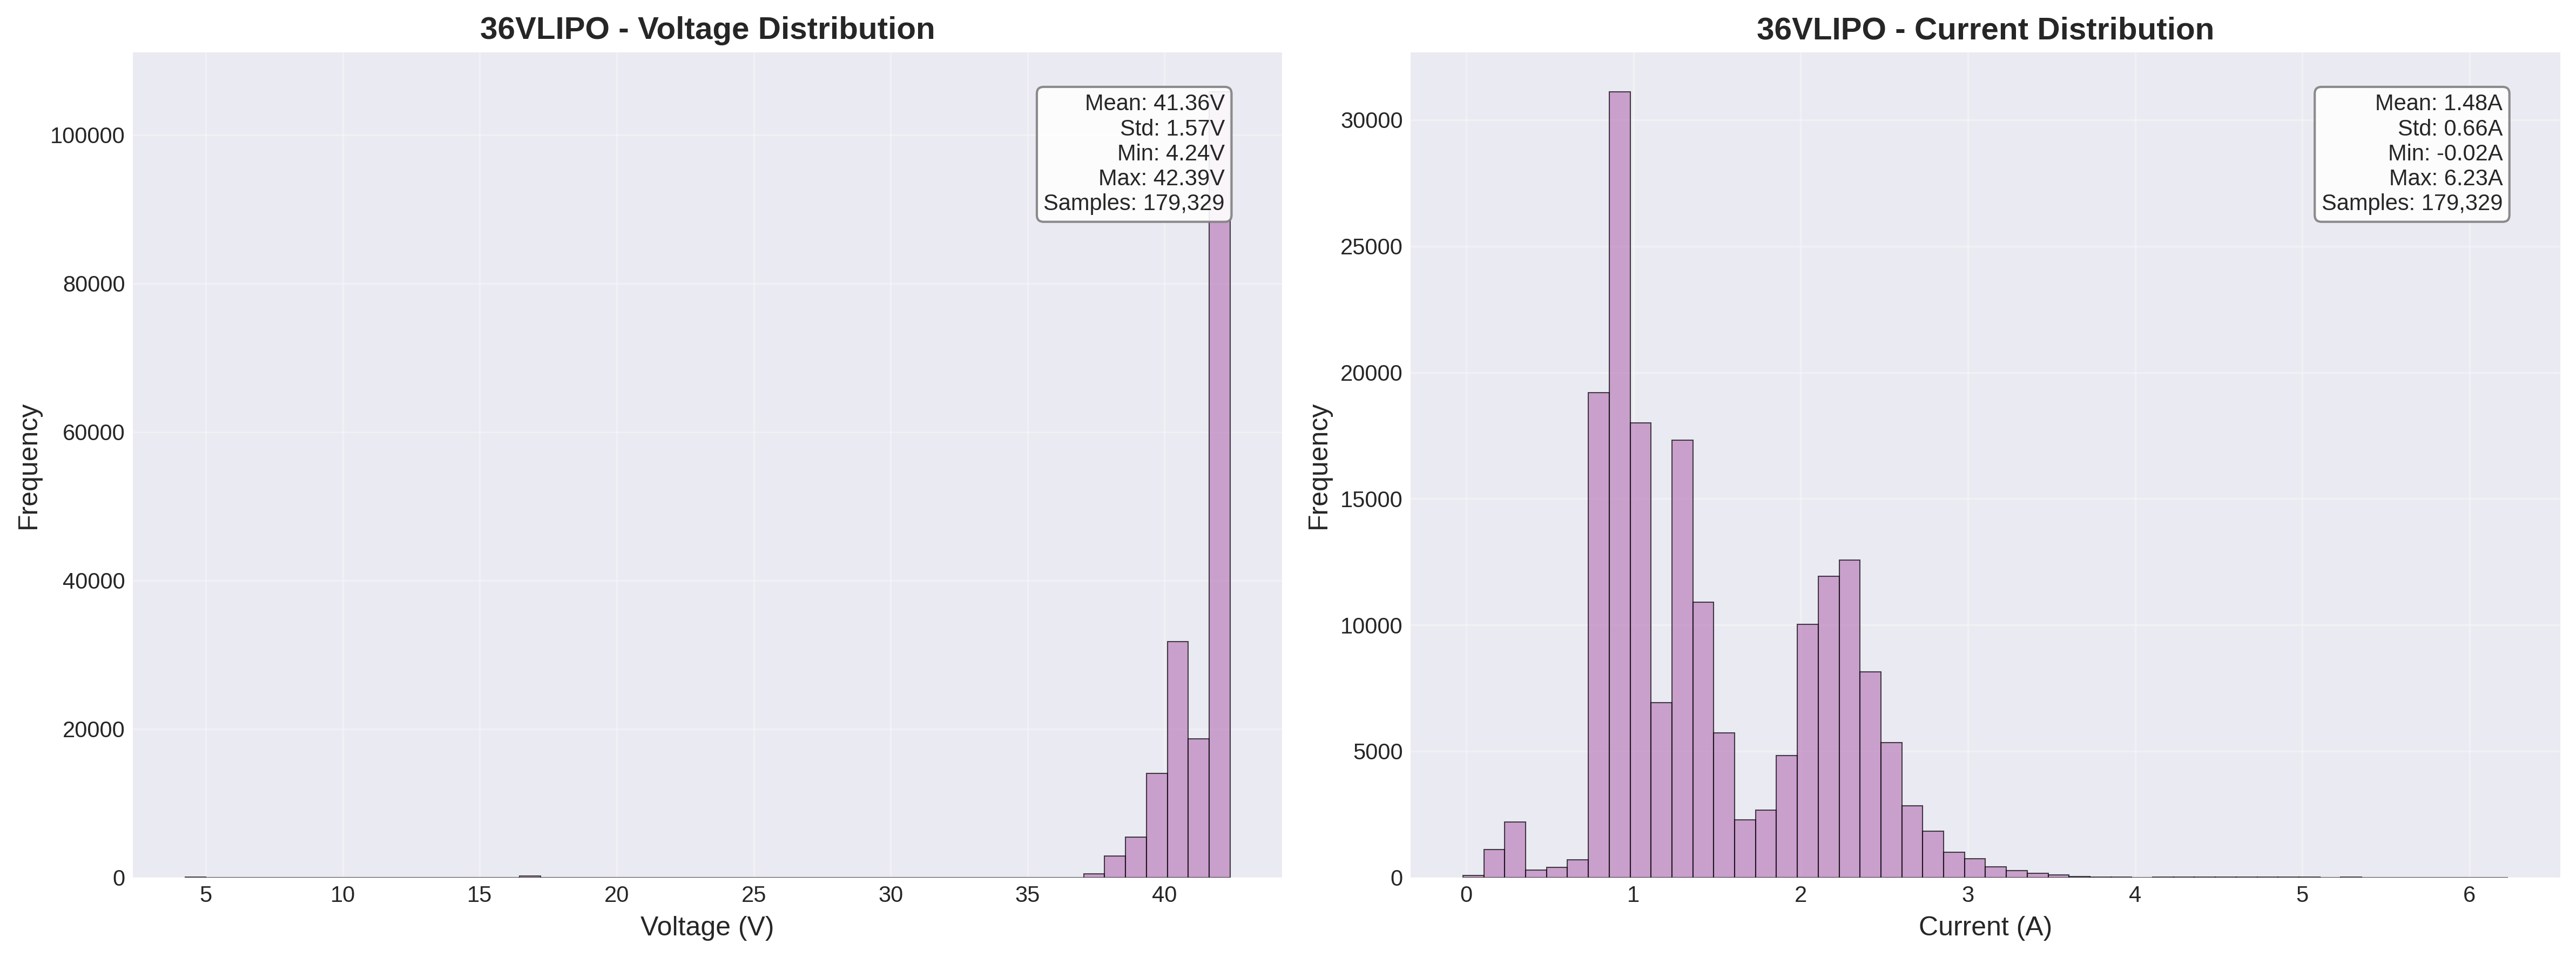 36VLIPO - Voltage Distribution
Mean: 41.36V
Std: 1.57V
Min: 4.24V
Max: 42.39V
Samples: 179,329
100000
80000
60000
40000
20000
0
Frequency
5 10 15 20 25 30 35 40
Voltage (V)
36VLIPO - Current Distribution
Mean: 1.48A
Std: 0.66A
Min: -0.02A
Max: 6.23A
Samples: 179,329
30000
25000
20000
15000
10000
5000
0
Frequency
0 1 2 3 4 5 6
Current (A)